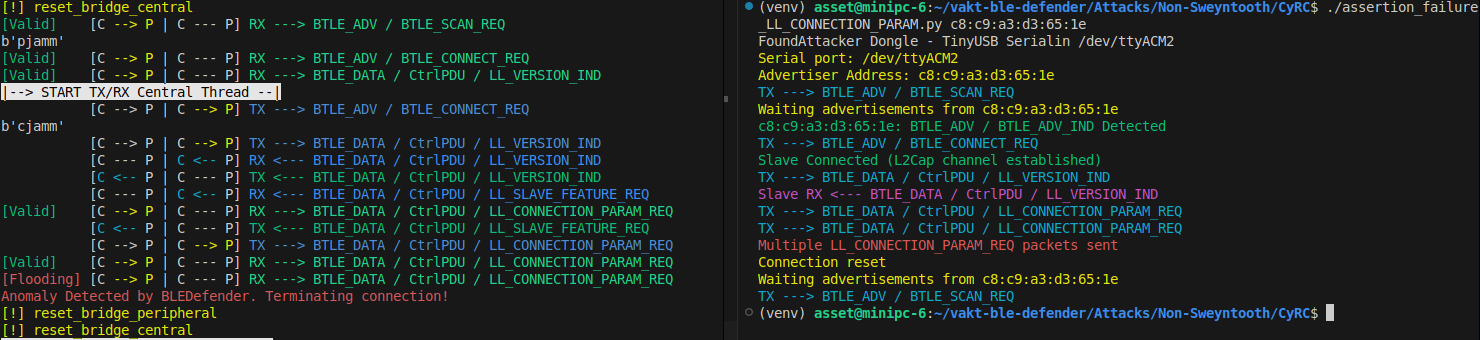 [!] reset_bridge_central
[Valid]    [C --> P | C --- P] RX ---> BTLE_ADV / BTLE_SCAN_REQ
b'pjamm'
[Valid]    [C --> P | C --- P] RX ---> BTLE_ADV / BTLE_CONNECT_REQ
[Valid]    [C --> P | C --- P] RX ---> BTLE_DATA / CtrlPDU / LL_VERSION_IND
|--> START TX/RX Central Thread --|
[C --> P | C --> P] TX ---> BTLE_ADV / BTLE_CONNECT_REQ
b'cjamm'
[C --> P | C --> P] TX ---> BTLE_DATA / CtrlPDU / LL_VERSION_IND
[C --- P | C <-- P] RX <--- BTLE_DATA / CtrlPDU / LL_VERSION_IND
[C <-- P | C --- P] TX <--- BTLE_DATA / CtrlPDU / LL_VERSION_IND
[C --- P | C <-- P] RX <--- BTLE_DATA / CtrlPDU / LL_SLAVE_FEATURE_REQ
[Valid]    [C --> P | C --- P] RX ---> BTLE_DATA / CtrlPDU / LL_CONNECTION_PARAM_REQ
[C <-- P | C --- P] TX <--- BTLE_DATA / CtrlPDU / LL_SLAVE_FEATURE_REQ
[C --> P | C --> P] TX ---> BTLE_DATA / CtrlPDU / LL_CONNECTION_PARAM_REQ
[Valid]    [C --> P | C --- P] RX ---> BTLE_DATA / CtrlPDU / LL_CONNECTION_PARAM_REQ
[Flooding] [C --> P | C --- P] RX ---> BTLE_DATA / CtrlPDU / LL_CONNECTION_PARAM_REQ
Anomaly Detected by BLEDefender. Terminating connection!
[!] reset_bridge_peripheral
[!] reset_bridge_central
(venv) asset@minipc-6:~/vakt-ble-defender/Attacks/Non-Sweyntooth/CyRC$ ./assertion_failure
_LL_CONNECTION_PARAM.py c8:c9:a3:d3:65:1e
FoundAttacker Dongle - TinyUSB Serialin /dev/ttyACM2
Serial port: /dev/ttyACM2
Advertiser Address: c8:c9:a3:d3:65:1e
TX ---> BTLE_ADV / BTLE_SCAN_REQ
Waiting advertisements from c8:c9:a3:d3:65:1e
c8:c9:a3:d3:65:1e: BTLE_ADV / BTLE_ADV_IND Detected
TX ---> BTLE_ADV / BTLE_CONNECT_REQ
Slave Connected (L2Cap channel established)
TX ---> BTLE_DATA / CtrlPDU / LL_VERSION_IND
Slave RX <--- BTLE_DATA / CtrlPDU / LL_VERSION_IND
TX ---> BTLE_DATA / CtrlPDU / LL_CONNECTION_PARAM_REQ
TX ---> BTLE_DATA / CtrlPDU / LL_CONNECTION_PARAM_REQ
Multiple LL_CONNECTION_PARAM_REQ packets sent
Connection reset
Waiting advertisements from c8:c9:a3:d3:65:1e
TX ---> BTLE_ADV / BTLE_SCAN_REQ
(venv) asset@minipc-6:~/vakt-ble-defender/Attacks/Non-Sweyntooth/CyRC$